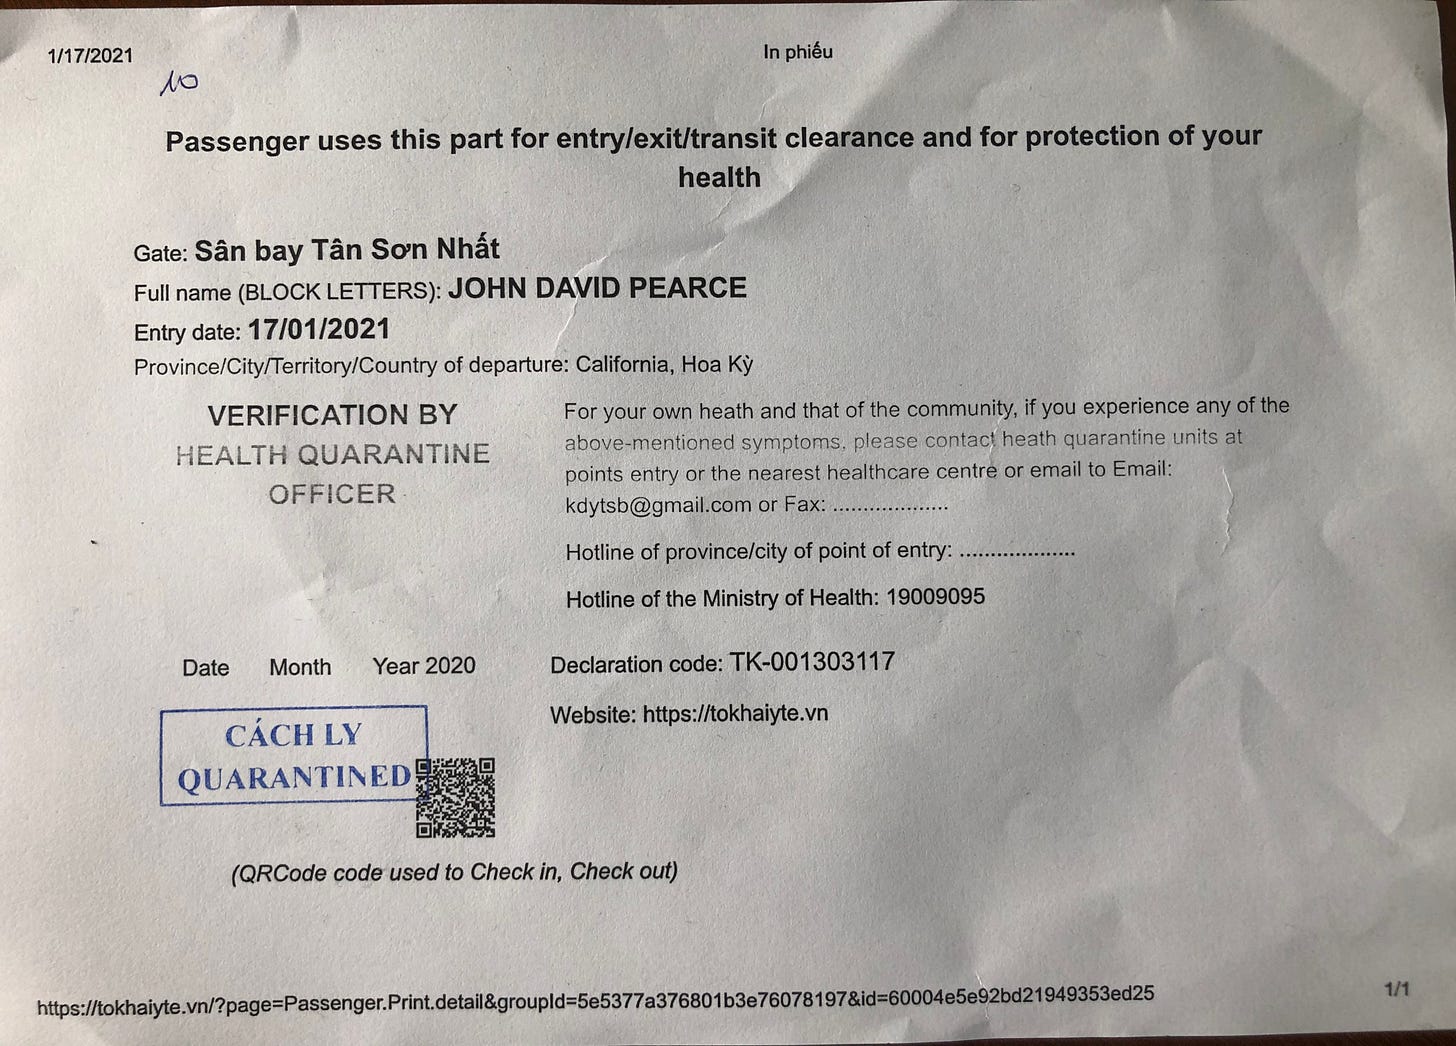 1/17/2021
In phiếu
10
Passenger uses this part for entry/exit/transit clearance and for protection of your
health
Gate: Sân bay Tân Sơn Nhất
Full name (BLOCK LETTERS): JOHN DAVID PEARCE
Entry date: 17/01/2021
Province/City/Territory/Country of departure: California, Hoa Kỳ
VERIFICATION BY
HEALTH QUARANTINE
OFFICER
For your own heath and that of the community, if you experience any of the
above-mentioned symptoms, please contact heath quarantine units at
points entry or the nearest healthcare centre or email to Email:
kdytsb@gmail.com or Fax: ...................
Hotline of province/city of point of entry: ...................
Hotline of the Ministry of Health: 19009095
Date Month Year 2020
Declaration code: TK-001303117
Website: https://tokhaiyte.vn
CÁCH LY
QUARANTINED
(QRCode code used to Check in, Check out)
https://tokhaiyte.vn/?page=Passenger.Print.detail&groupId=5e5377a376801b3e76078197&id=60004e5e92bd21949353ed25
1/1